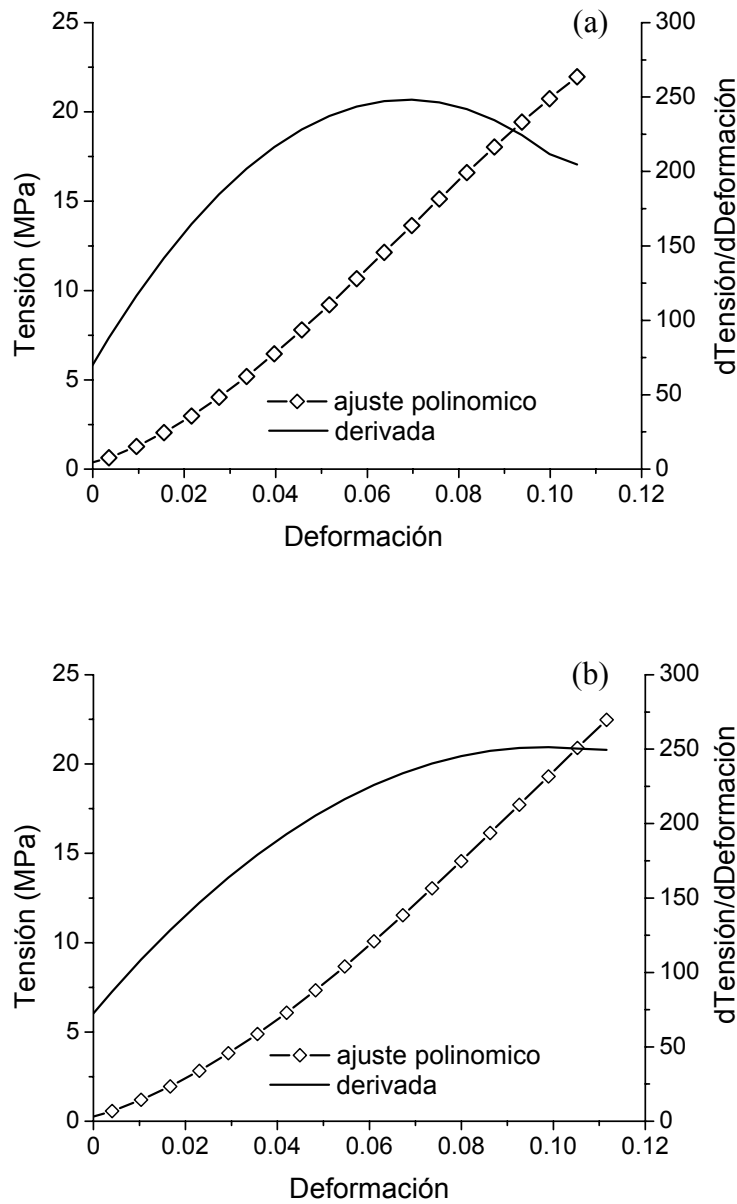 (a)
25
20
15
10
5
0
Tensión (MPa)
300
250
200
150
100
50
0
dTensión/dDeformación
ajuste polinomico
derivada
0 0.02 0.04 0.06 0.08 0.10 0.12
Deformación
(b)
25
20
15
10
5
0
Tensión (MPa)
300
250
200
150
100
50
0
dTensión/dDeformación
ajuste polinomico
derivada
0 0.02 0.04 0.06 0.08 0.10 0.12
Deformación